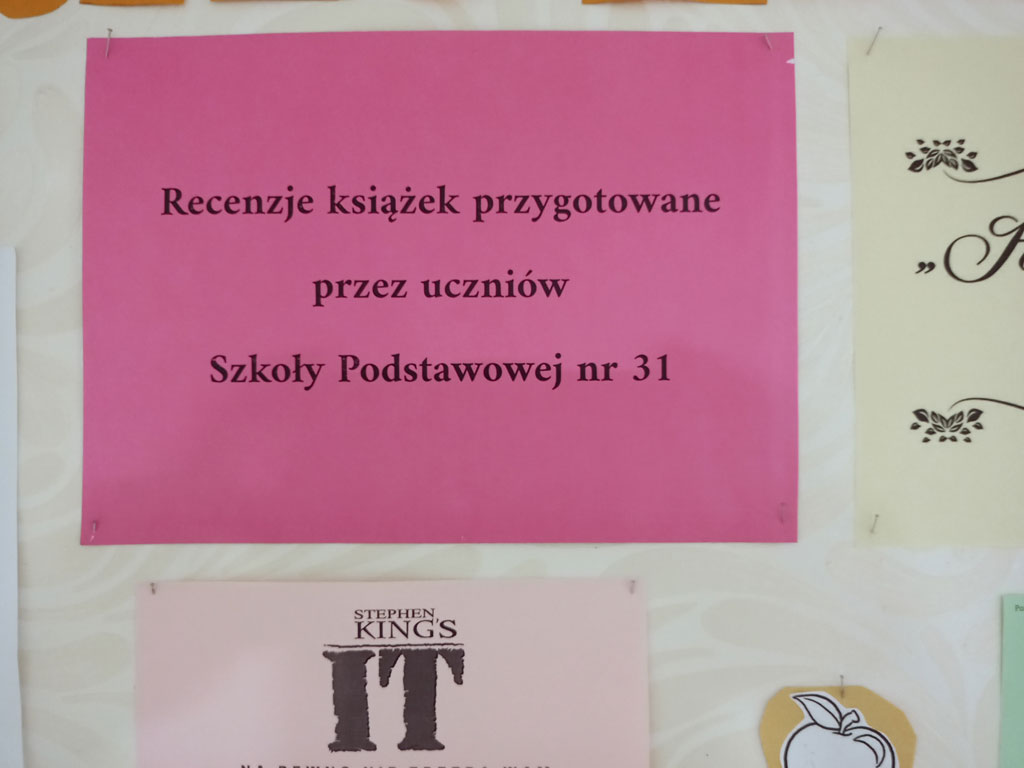 Recenzje książek przygotowane
przez uczniów
Szkoły Podstawowej nr 31
STEPHEN
KING'S
IT